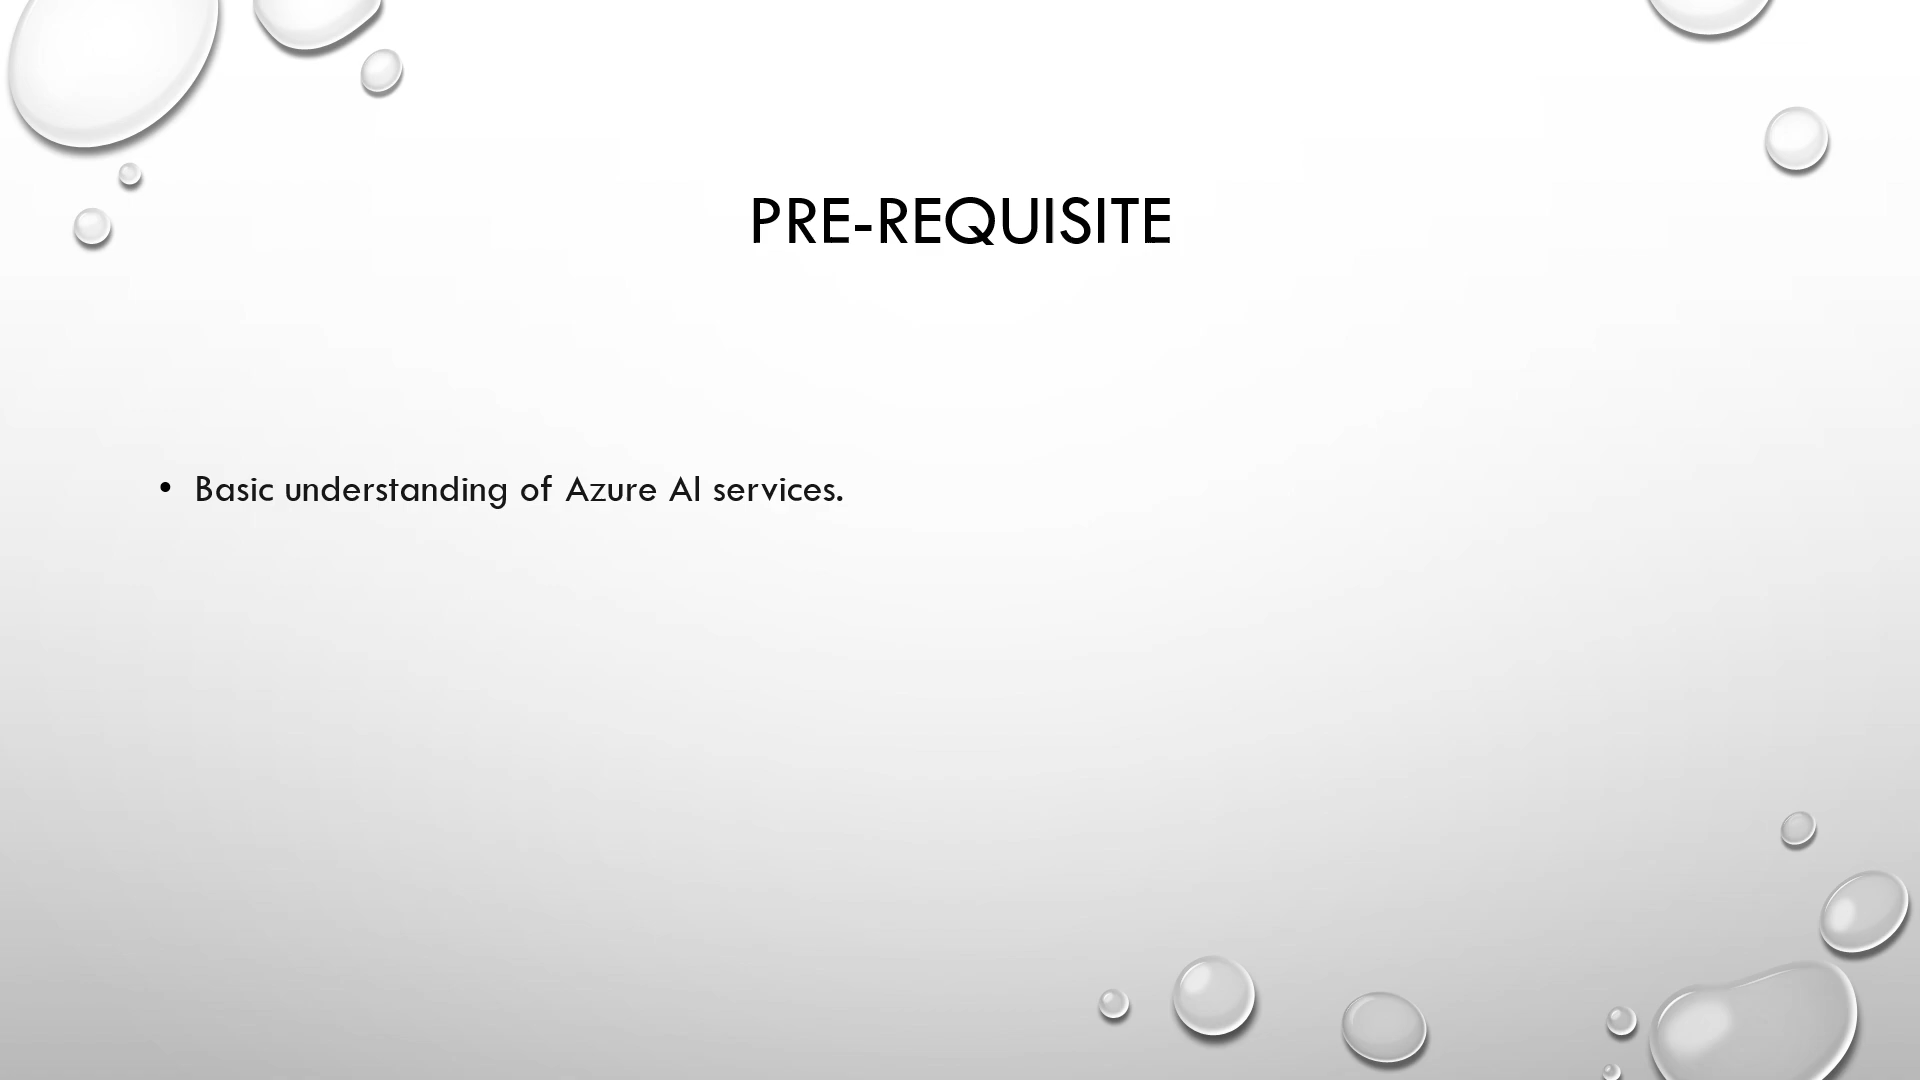 PRE-REQUISITE
• Basic understanding of Azure AI services.